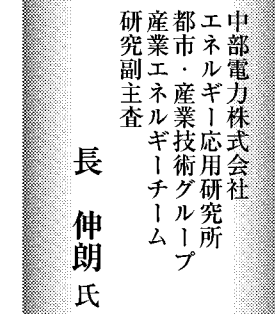 中部電力株式会社
エネルギー応用研究所
都市・産業技術グループ
産業エネルギーチーム
研究副主査
長 伸朗氏